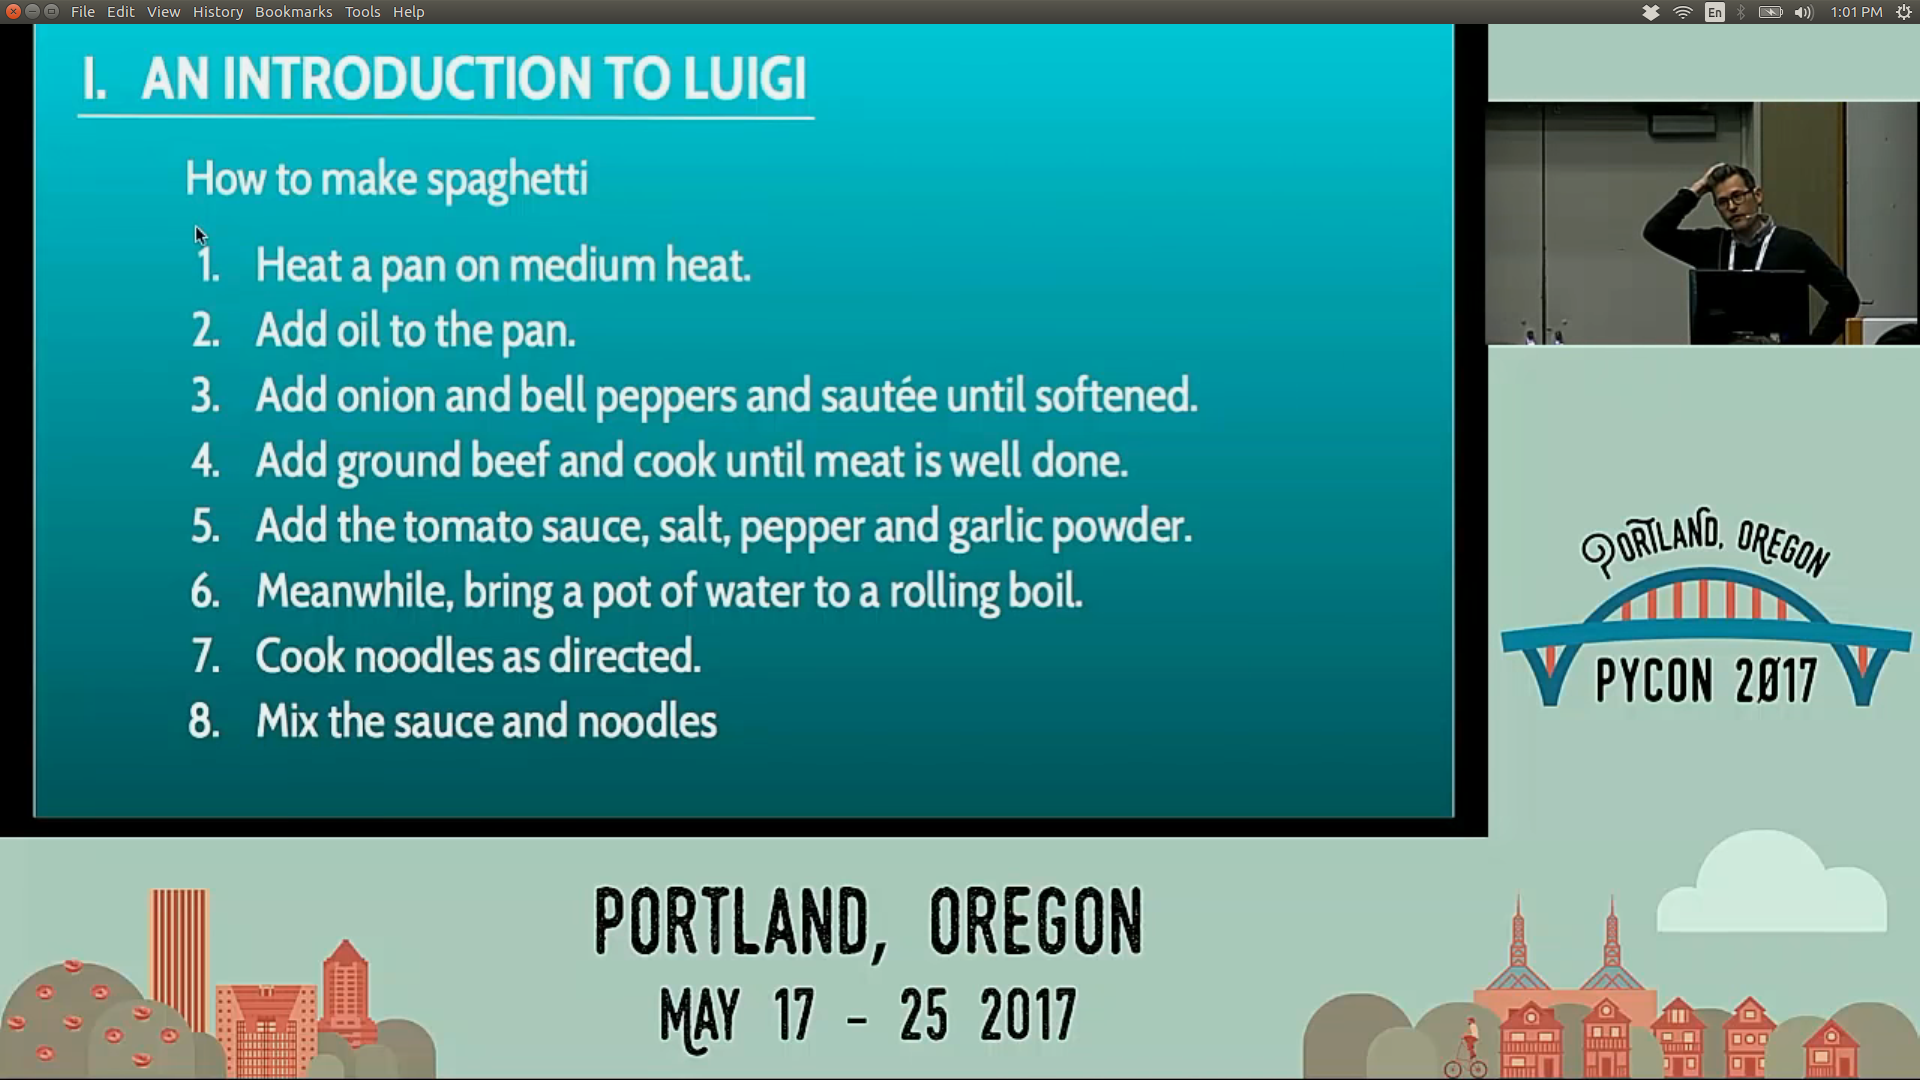 File Edit View History Bookmarks Tools Help
En
1:01 PM
I. AN INTRODUCTION TO LUIGI
How to make spaghetti
1. Heat a pan on medium heat.
2. Add oil to the pan.
3. Add onion and bell peppers and sautée until softened.
4. Add ground beef and cook until meat is well done.
5. Add the tomato sauce, salt, pepper and garlic powder.
6. Meanwhile, bring a pot of water to a rolling boil.
7. Cook noodles as directed.
8. Mix the sauce and noodles
PORTLAND, OREGON
PYCON 2017
PORTLAND, OREGON
MAY 17 - 25 2017